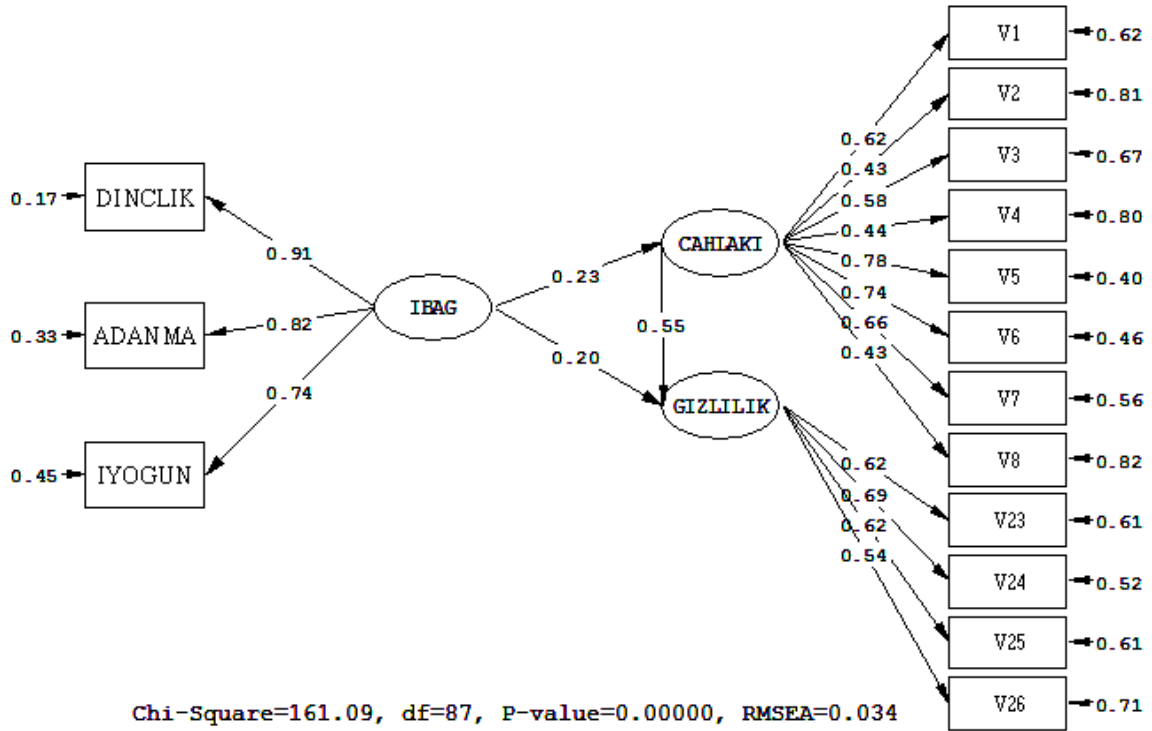 V1
0.62
V2
0.81
V3
0.67
V4
0.80
V5
0.40
V6
0.46
V7
0.56
V8
0.82
V23
0.61
V24
0.52
V25
0.61
V26
0.71
0.62
0.43
0.58
0.44
0.78
0.74
0.66
0.43
0.62
0.69
0.62
0.54
CAHLAKI
GIZLILIK
0.55
0.23
0.20
IBAG
0.91
0.82
0.74
0.17
DINCLIK
0.33
ADANMA
0.45
IYOGUN
Chi-Square=161.09, df=87, P-value=0.00000, RMSEA=0.034